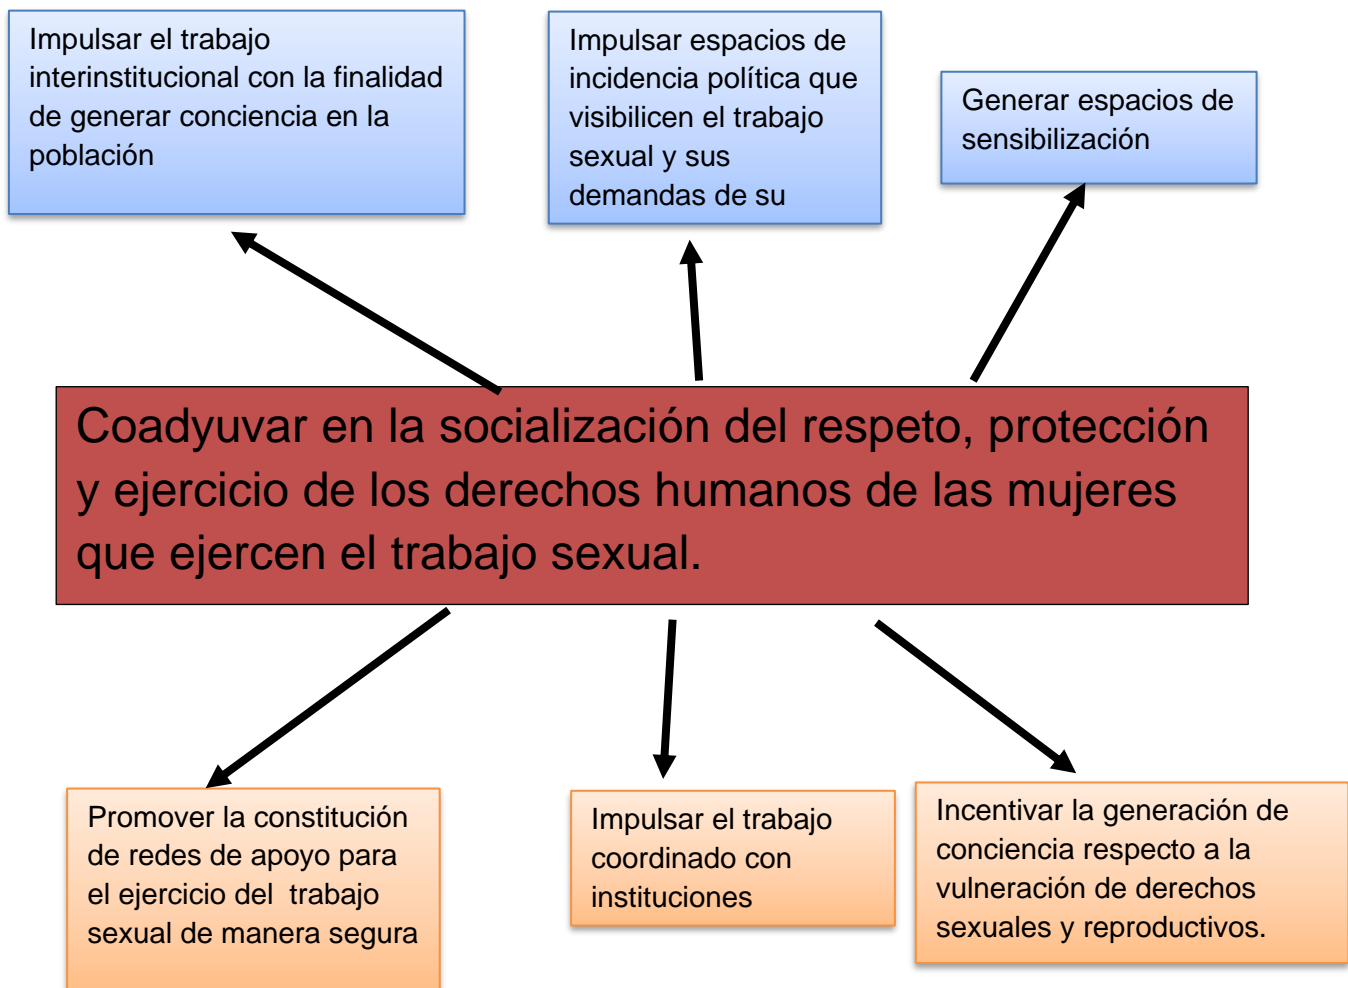 Impulsar el trabajo
interinstitucional con la finalidad
de generar conciencia en la
población
Impulsar espacios de
incidencia política que
visibilicen el trabajo
sexual y sus
demandas de su
Generar espacios de
sensibilización
Coadyuvar en la socialización del respeto, protección
y ejercicio de los derechos humanos de las mujeres
que ejercen el trabajo sexual.
Promover la constitución
de redes de apoyo para
el ejercicio del  trabajo
sexual de manera segura
Impulsar el trabajo
coordinado con
instituciones
Incentivar la generación de
conciencia respecto a la
vulneración de derechos
sexuales y reproductivos.